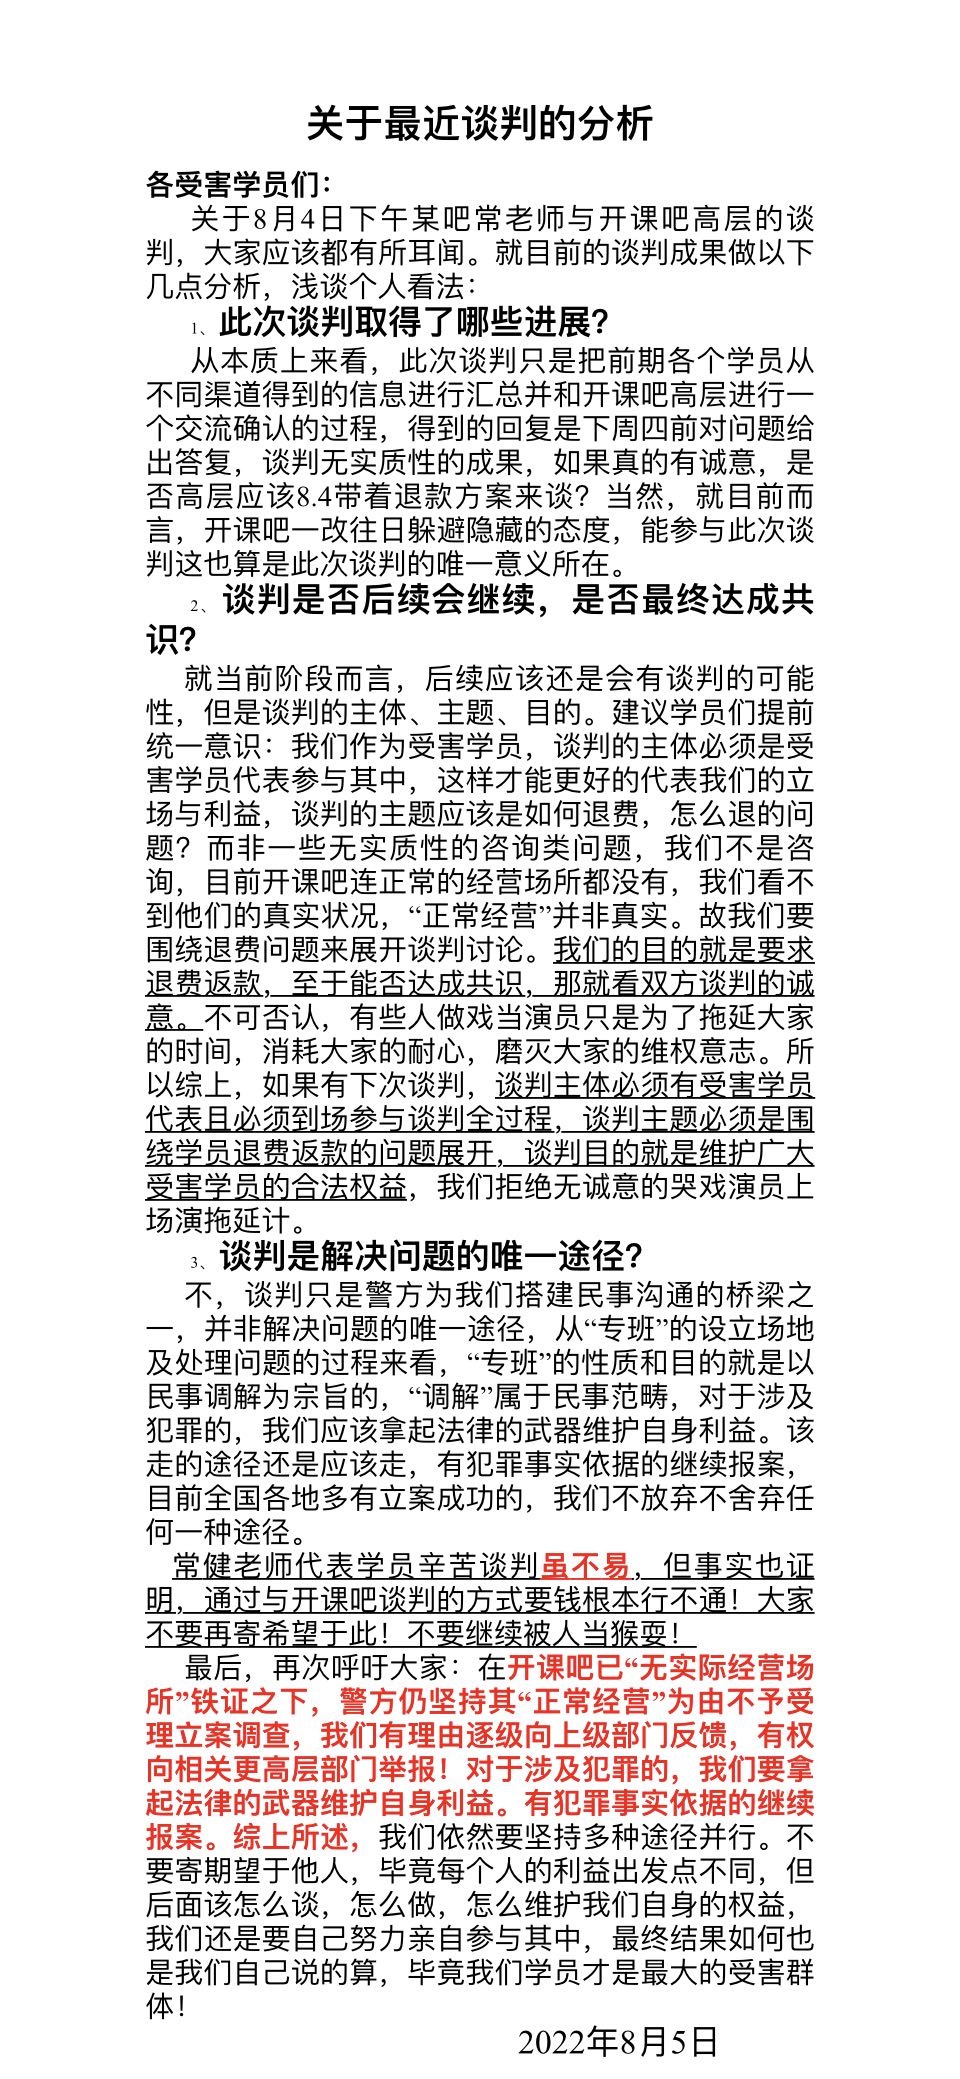 关于最近谈判的分析
各受害学员们：
关于8月4日下午某吧常老师与开课吧高层的谈
判，大家应该都有所耳闻。就目前的谈判成果做以下
几点分析，浅谈个人看法：
1、此次谈判取得了哪些进展？
从本质上来看，此次谈判只是把前期各个学员从
不同渠道得到的信息进行汇总并和开课吧高层进行一
个交流确认的过程，得到的回复是下周四前对问题给
出答复，谈判无实质性的成果，如果真的有诚意，是
否高层应该8.4带着退款方案来谈？当然，就目前而
言，开课吧一改往日躲避隐藏的态度，能参与此次谈
判这也算是此次谈判的唯一意义所在。
2、谈判是否后续会继续，是否最终达成共
识？
就当前阶段而言，后续应该还是会有谈判的可能
性，但是谈判的主体、主题、目的。建议学员们提前
统一意识：我们作为受害学员，谈判的主体必须是受
害学员代表参与其中，这样才能更好的代表我们的立
场与利益，谈判的主题应该是如何退费，怎么退的问
题？而非一些无实质性的咨询类问题，我们不是咨
询，目前开课吧连正常的经营场所都没有，我们看不
到他们的真实状况，“正常经营”并非真实。故我们要
围绕退费问题来展开谈判讨论。我们的目的就是要求
退费返款，至于能否达成共识，那就看双方谈判的诚
意。不可否认，有些人做戏当演员只是为了拖延大家
的时间，消耗大家的耐心，磨灭大家的维权意志。所
以综上，如果有下次谈判，谈判主体必须有受害学员
代表且必须到场参与谈判全过程，谈判主题必须是围
绕学员退费返款的问题展开，谈判目的就是维护广大
受害学员的合法权益，我们拒绝无诚意的哭戏演员上
场演拖延计。
3、谈判是解决问题的唯一途径？
不，谈判只是警方为我们搭建民事沟通的桥梁之
一，并非解决问题的唯一途径，从“专班”的设立场地
及处理问题的过程来看，“专班”的性质和目的就是以
民事调解为宗旨的，“调解”属于民事范畴，对于涉及
犯罪的，我们应该拿起法律的武器维护自身利益。该
走的途径还是应该走，有犯罪事实依据的继续报案，
目前全国各地多有立案成功的，我们不放弃不舍弃任
何一种途径。
常健老师代表学员辛苦谈判虽不易，但事实也证
明，通过与开课吧谈判的方式要钱根本行不通！大家
不要再寄希望于此！不要继续被人当猴耍！
最后，再次呼吁大家：在开课吧已“无实际经营场
所”铁证之下，警方仍坚持其“正常经营”为由不予受
理立案调查，我们有理由逐级向上级部门反馈，有权
向相关更高层部门举报！对于涉及犯罪的，我们要拿
起法律的武器维护自身利益。有犯罪事实依据的继续
报案。综上所述，我们依然要坚持多种途径并行。不
要寄期望于他人，毕竟每个人的利益出发点不同，但
后面该怎么谈，怎么做，怎么维护我们自身的权益，
我们还是要自己努力亲自参与其中，最终结果如何也
是我们自己说的算，毕竟我们学员才是最大的受害群
体！
2022年8月5日